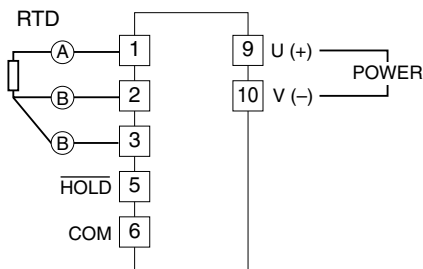 RTD
A 1 9 U (+)
POWER
B 2 10 V (–)
B 3
HOLD 5
COM 6